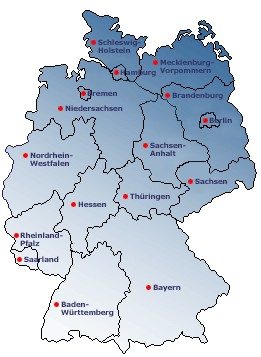 Schleswig-
Holstein
Mecklenburg-
Vorpommern
Hamburg
Bremen
Brandenburg
Niedersachsen
Berlin
Sachsen-
Anhalt
Nordrhein-
Westfalen
Sachsen
Thüringen
Hessen
Rheinland-
Pfalz
Saarland
Bayern
Baden-
Württemberg